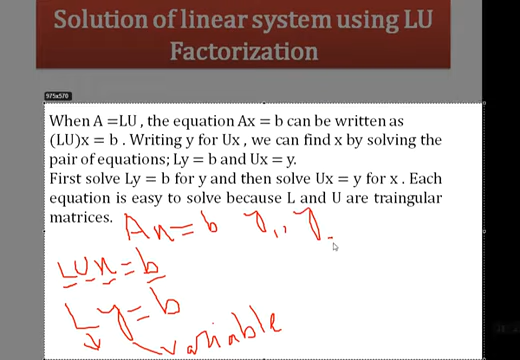 Solution of linear system using LU
Factorization
975x570
When A =LU , the equation Ax = b can be written as
(LU)x = b . Writing y for Ux , we can find x by solving the
pair of equations; Ly = b and Ux = y.
First solve Ly = b for y and then solve Ux = y for x . Each
equation is easy to solve because L and U are traingular
matrices.
Ax = b
LUx = b
Ly = b
variable